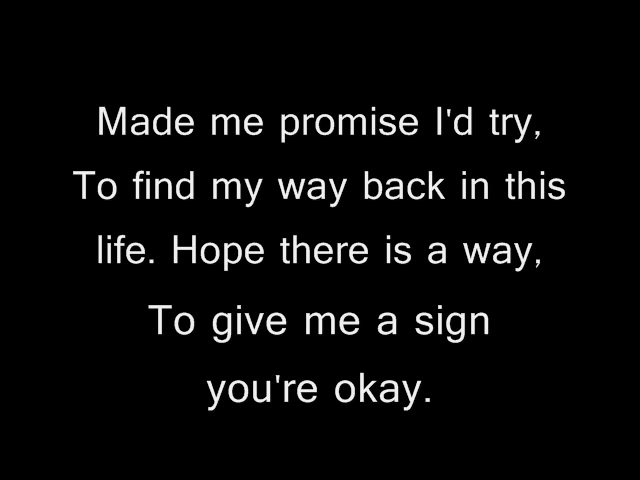 Made me promise I'd try,
To find my way back in this
life. Hope there is a way,
To give me a sign
you're okay.